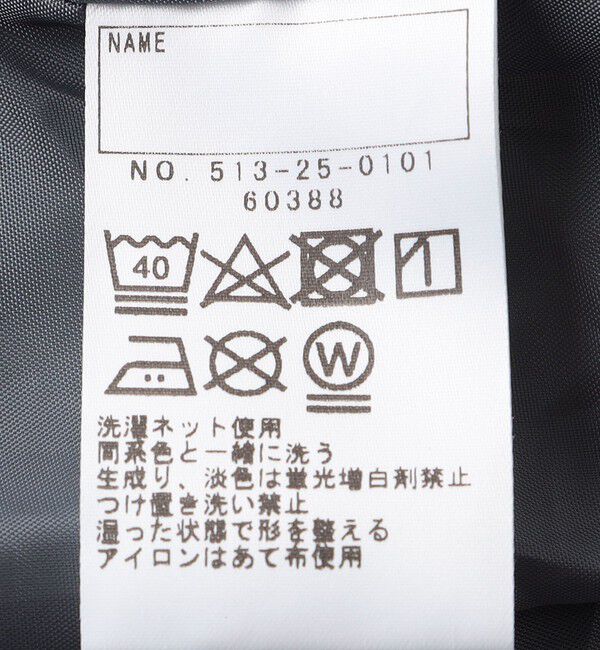 NAME
NO. 513-25-0101
60388
40
W
洗濯ネット使用
同系色と一緒に洗う
生成り、淡色は蛍光増白剤禁止
つけ置き洗い禁止
湿った状態で形を整える
アイロンはあて布使用